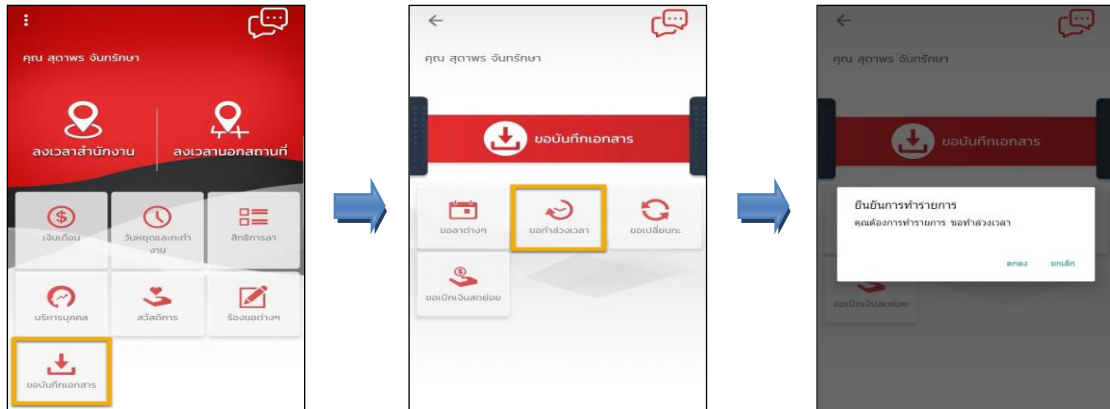 คุณ สุดาพร จันทรักษา
ลงเวลาสำนักงาน
ลงเวลานอกสถานที่
เงินเดือน
วันหยุดและกะทำงาน
สิทธิการลา
บริหารบุคคล
สวัสดิการ
ร้องขอต่างๆ
ขอบันทึกเอกสาร
คุณ สุดาพร จันทรักษา
ขอบันทึกเอกสาร
ขอลาต่างๆ
ขอทำล่วงเวลา
ขอเปลี่ยนกะ
ขอเบิกเงินสดย่อย
คุณ สุดาพร จันทรักษา
ขอบันทึกเอกสาร
ยืนยันการทำรายการ
คุณต้องการทำรายการ ขอทำล่วงเวลา
ตกลง ยกเลิก
ขอเบิกเงินสดย่อย